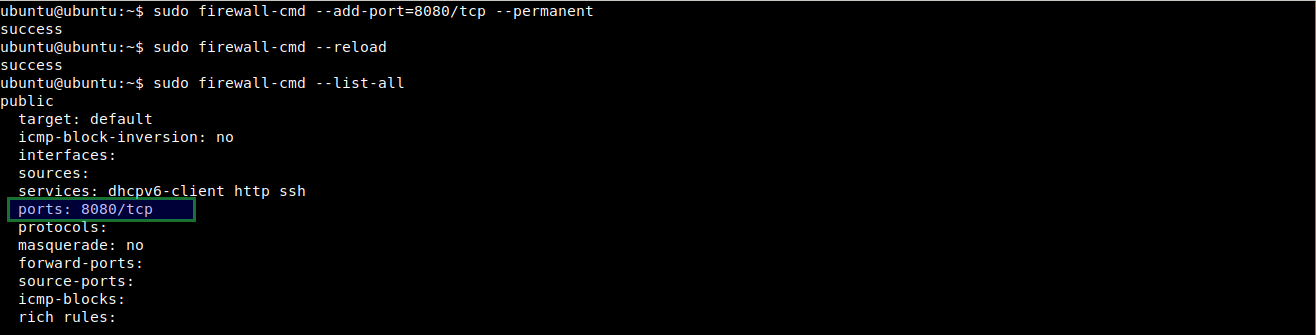 ubuntu@ubuntu:~$ sudo firewall-cmd --add-port=8080/tcp --permanent
success
ubuntu@ubuntu:~$ sudo firewall-cmd --reload
success
ubuntu@ubuntu:~$ sudo firewall-cmd --list-all
public
  target: default
  icmp-block-inversion: no
  interfaces:
  sources:
  services: dhcpv6-client http ssh
  ports: 8080/tcp
  protocols:
  masquerade: no
  forward-ports:
  source-ports:
  icmp-blocks:
  rich rules: